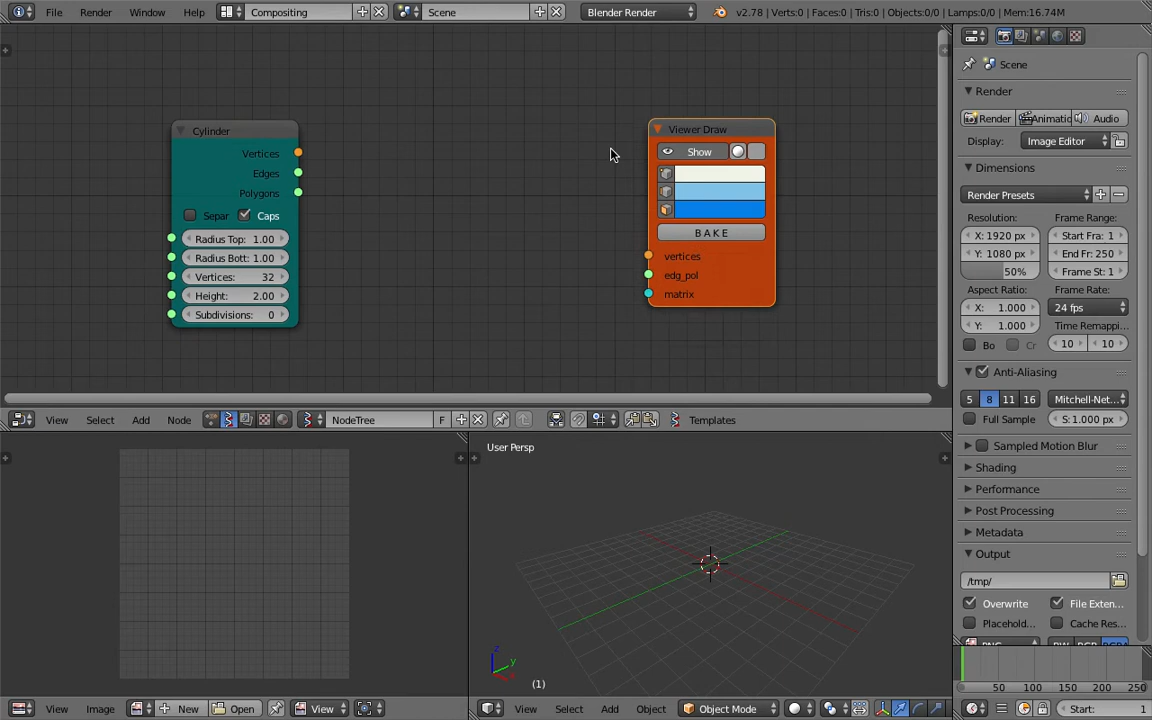 File Render Window Help Compositing Scene Blender Render v2.78 | Verts:0 | Faces:0 | Tris:0 | Objects:0/0 | Lamps:0/0 | Mem:16.74M
Cylinder
Vertices
Edges
Polygons
Separ Caps
Radius Top: 1.00
Radius Bott: 1.00
Vertices: 32
Height: 2.00
Subdivisions: 0
Viewer Draw
Show
BAKE
vertices
edg_pol
matrix
View Select Add Node NodeTree F Templates
User Persp
z
y
(1)
View Image New Open View
View Select Add Object Object Mode
Scene
Render
Render Animatic Audio
Display: Image Editor
Dimensions
Render Presets
Resolution: Frame Range:
X: 1920 px Start Fra: 1
Y: 1080 px End Fr: 250
50% Frame St: 1
Aspect Ratio: Frame Rate:
X: 1.000 24 fps
Y: 1.000 Time Remappi...
Bo Cr 10 10
Anti-Aliasing
5 8 11 16 Mitchell-Net...
Full Sample S: 1.000 px
Sampled Motion Blur
Shading
Performance
Post Processing
Metadata
Output
/tmp/
Overwrite File Exten...
Placehold... Cache Res...
50 100 150 200 250
Start: 1